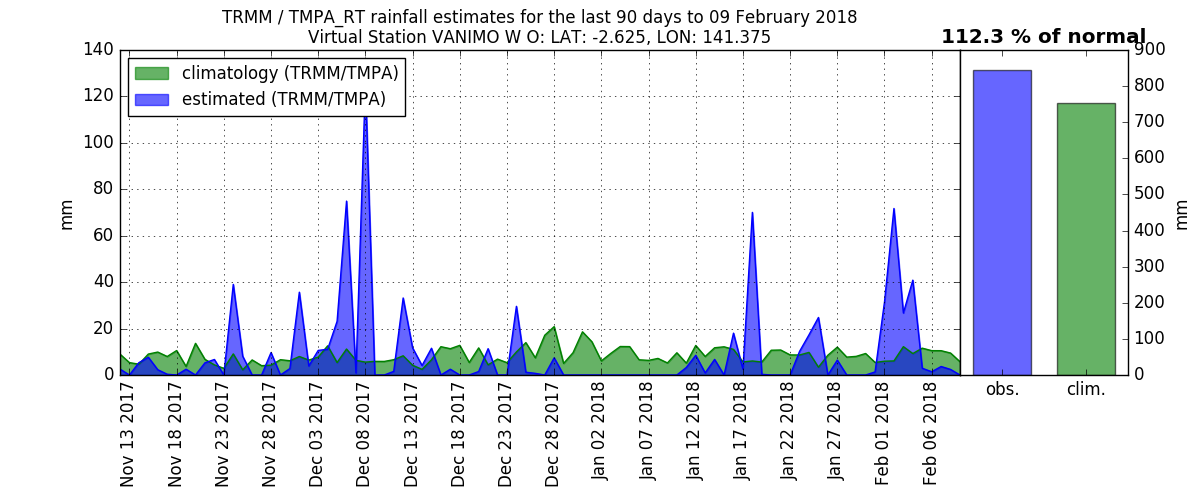 TRMM / TMPA_RT rainfall estimates for the last 90 days to 09 February 2018
Virtual Station VANIMO W O: LAT: -2.625, LON: 141.375
112.3 % of normal
climatology (TRMM/TMPA)
estimated (TRMM/TMPA)
140
120
100
80
60
40
20
0
mm
Nov 13 2017
Nov 18 2017
Nov 23 2017
Nov 28 2017
Dec 03 2017
Dec 08 2017
Dec 13 2017
Dec 18 2017
Dec 23 2017
Dec 28 2017
Jan 02 2018
Jan 07 2018
Jan 12 2018
Jan 17 2018
Jan 22 2018
Jan 27 2018
Feb 01 2018
Feb 06 2018
obs.
clim.
900
800
700
600
500
400
300
200
100
0
mm